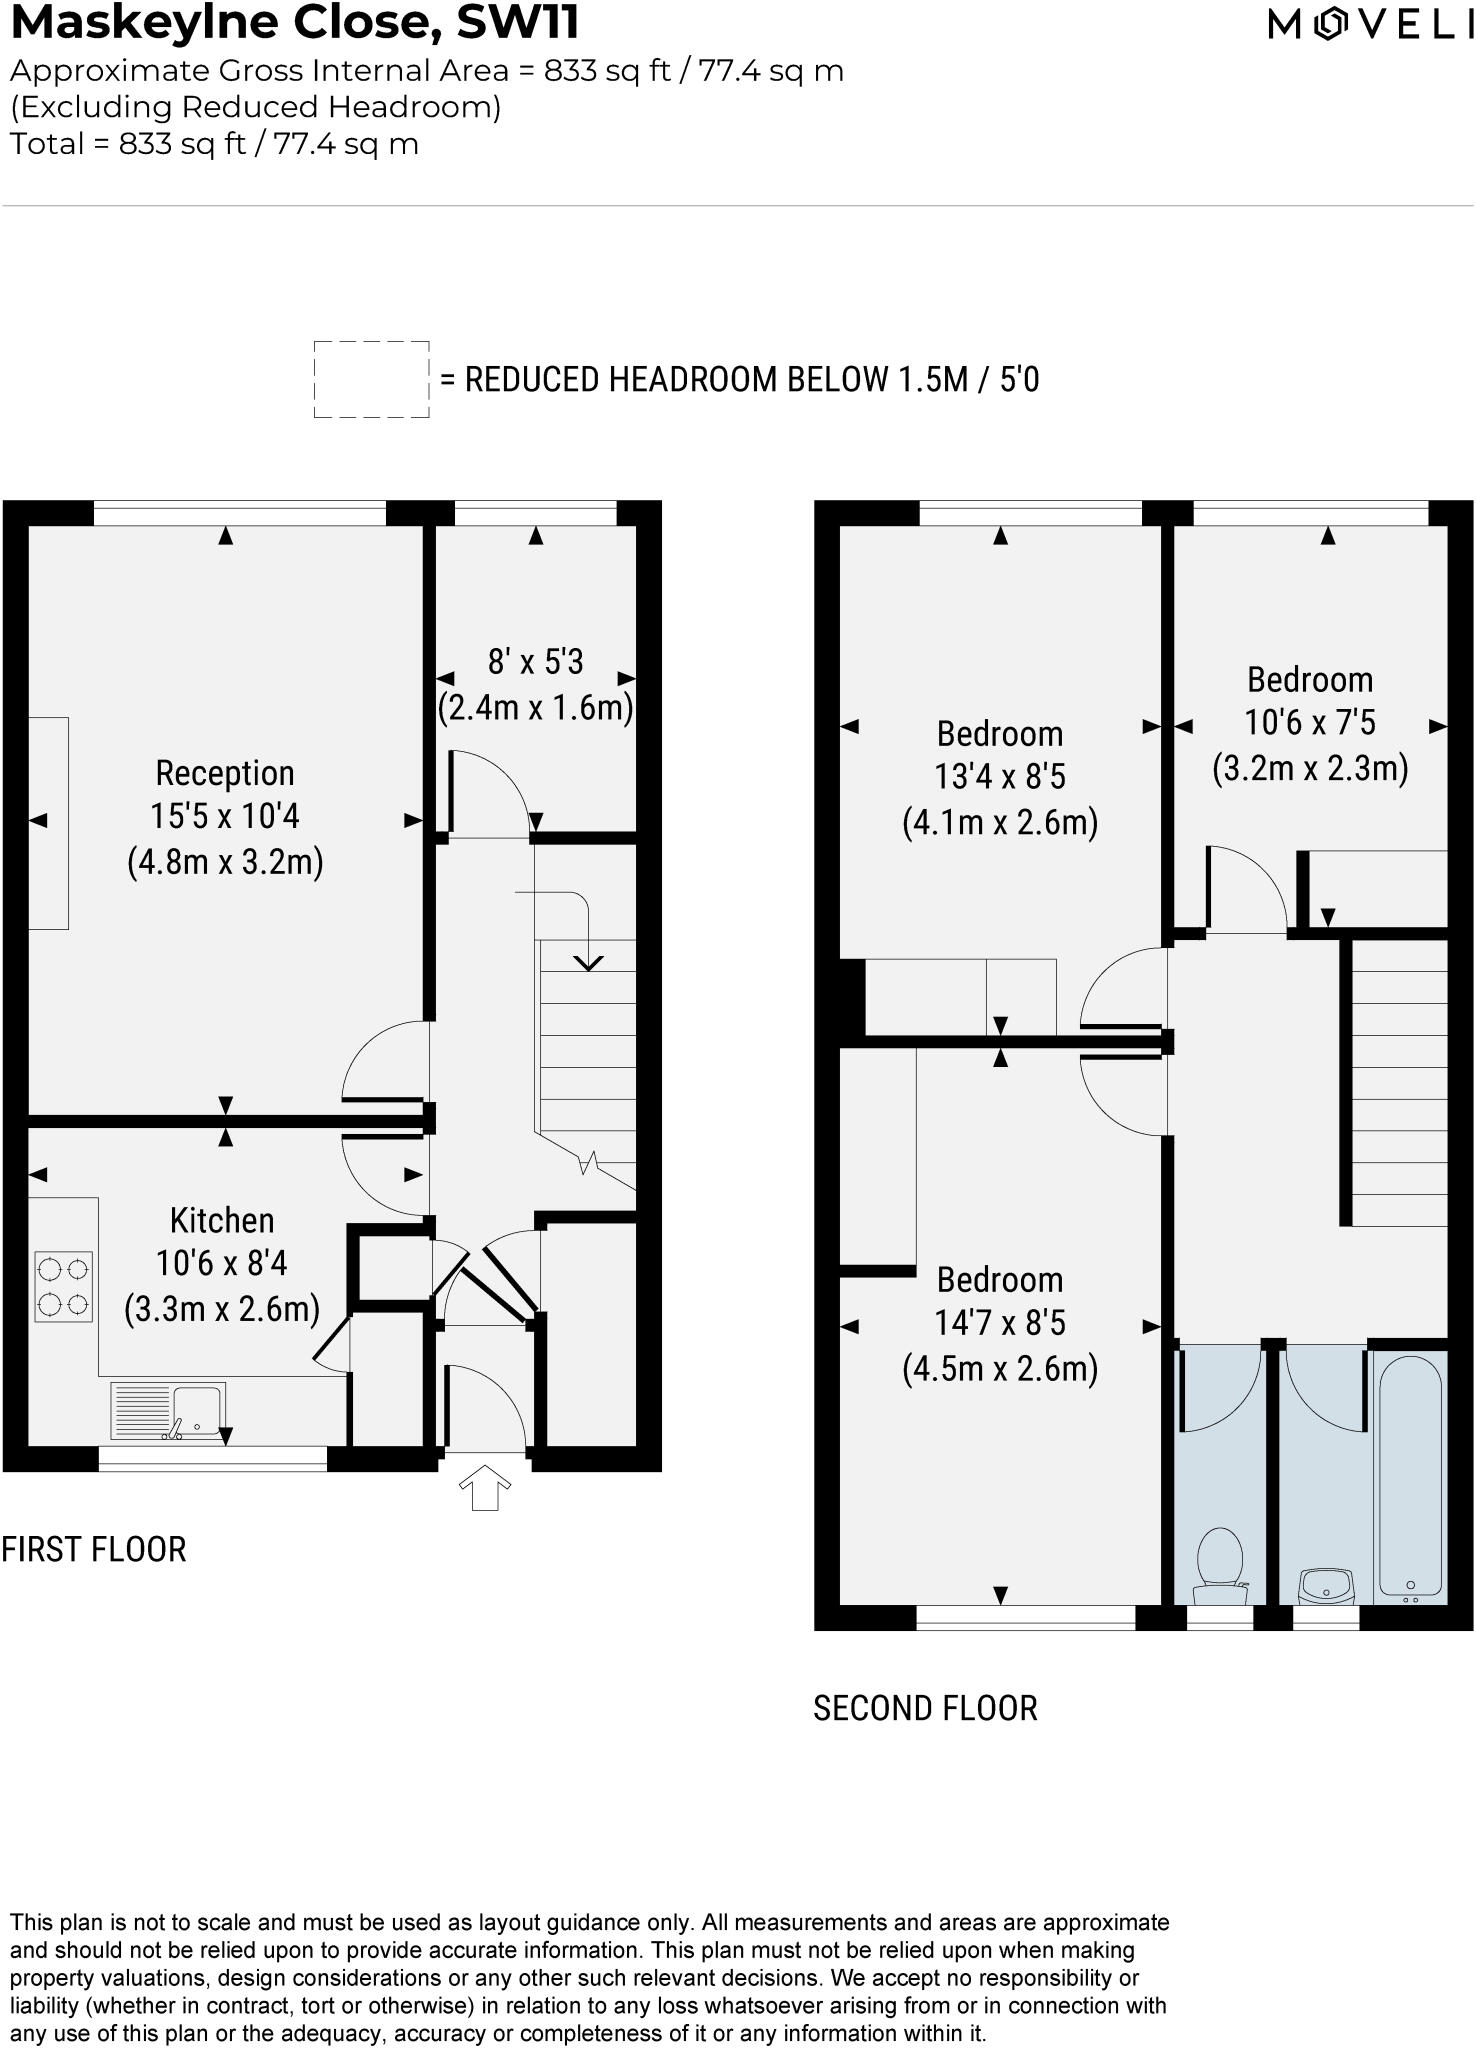 Maskeylne Close, SW11
MOVELI
Approximate Gross Internal Area = 833 sq ft / 77.4 sq m
(Excluding Reduced Headroom)
Total = 833 sq ft / 77.4 sq m
= REDUCED HEADROOM BELOW 1.5M / 5'0
8' x 5'3
(2.4m x 1.6m)
Reception
15'5 x 10'4
(4.8m x 3.2m)
Kitchen
10'6 x 8'4
(3.3m x 2.6m)
FIRST FLOOR
Bedroom
10'6 x 7'5
(3.2m x 2.3m)
Bedroom
13'4 x 8'5
(4.1m x 2.6m)
Bedroom
14'7 x 8'5
(4.5m x 2.6m)
SECOND FLOOR
This plan is not to scale and must be used as layout guidance only. All measurements and areas are approximate
and should not be relied upon to provide accurate information. This plan must not be relied upon when making
property valuations, design considerations or any other such relevant decisions. We accept no responsibility or
liability (whether in contract, tort or otherwise) in relation to any loss whatsoever arising from or in connection with
any use of this plan or the adequacy, accuracy or completeness of it or any information within it.